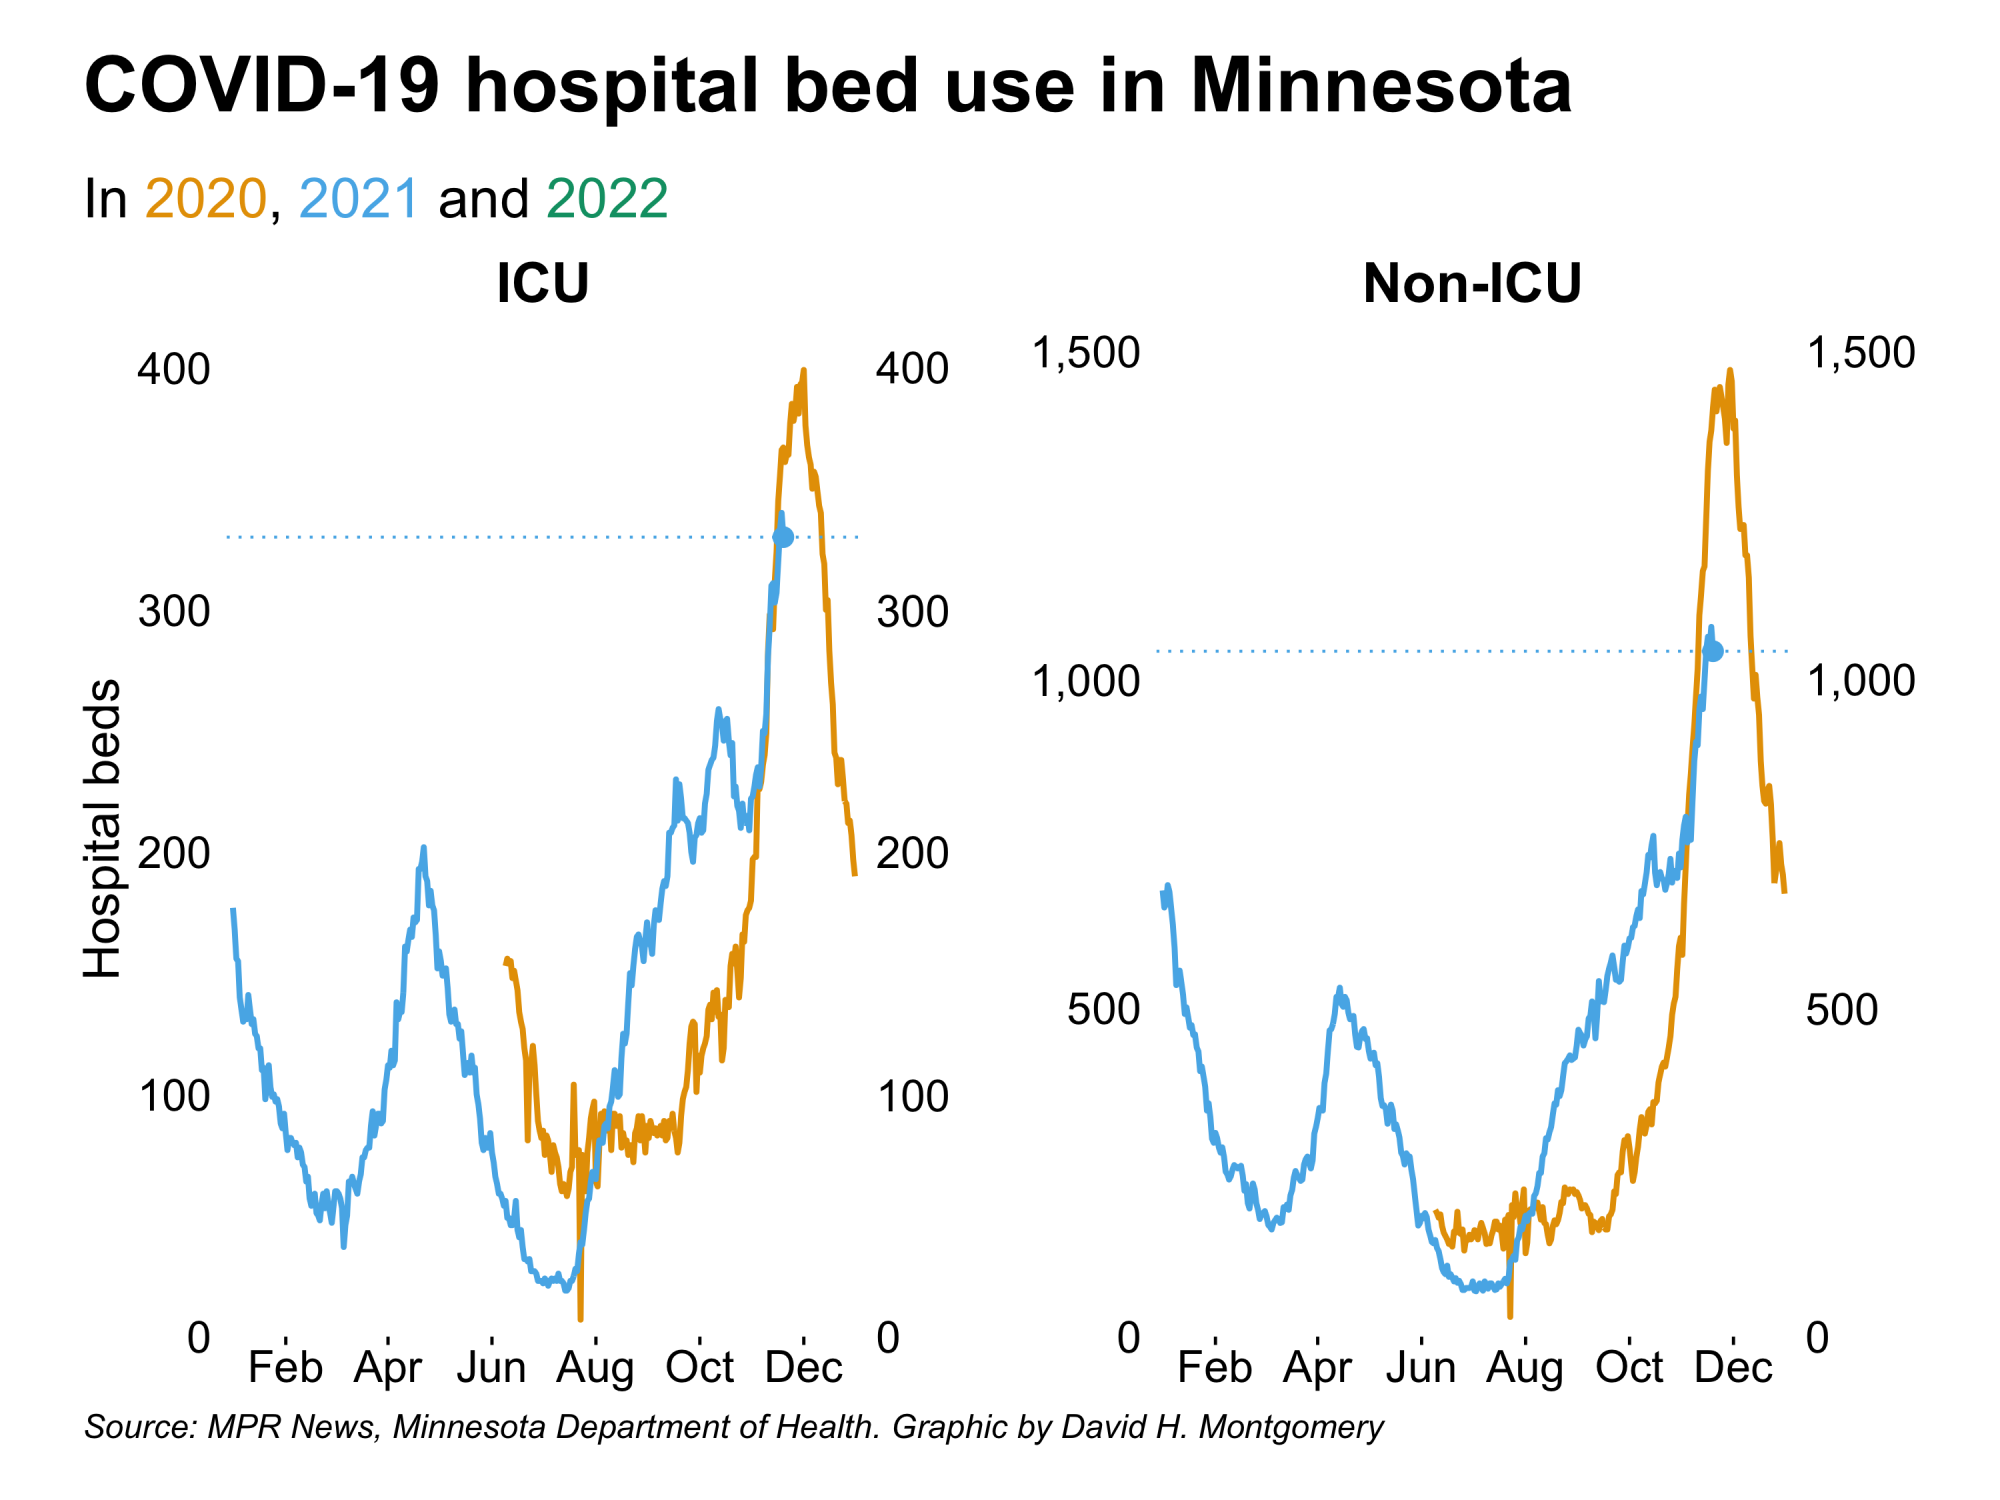 COVID-19 hospital bed use in Minnesota
In 2020, 2021 and 2022
ICU
Hospital beds
400
300
200
100
0
400
300
200
100
0
Feb Apr Jun Aug Oct Dec
Non-ICU
1,500
1,000
500
0
1,500
1,000
500
0
Feb Apr Jun Aug Oct Dec
Source: MPR News, Minnesota Department of Health. Graphic by David H. Montgomery